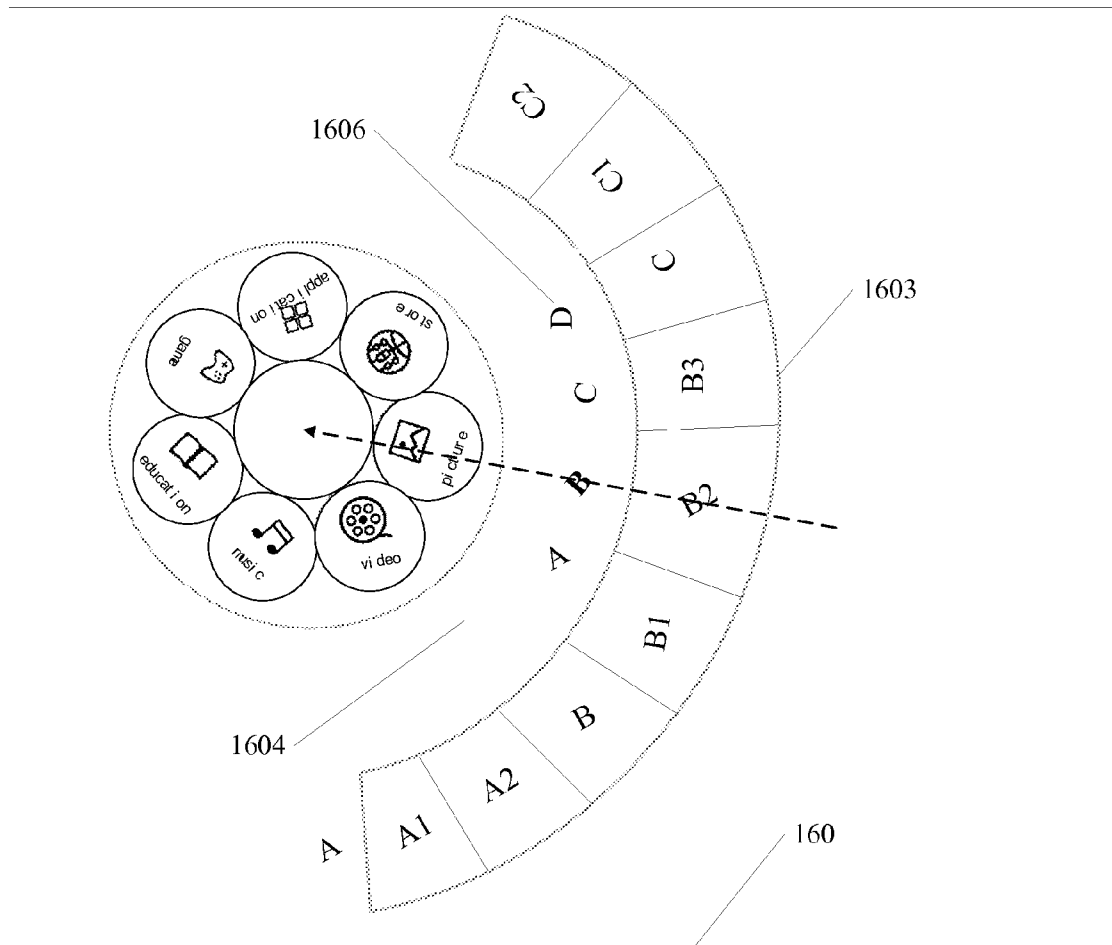 C2
1606
C1
C
application
store
D
1603
game
B3
C
picture
education
B
B2
A
video
music
B1
B
1604
A2
A1
A
160